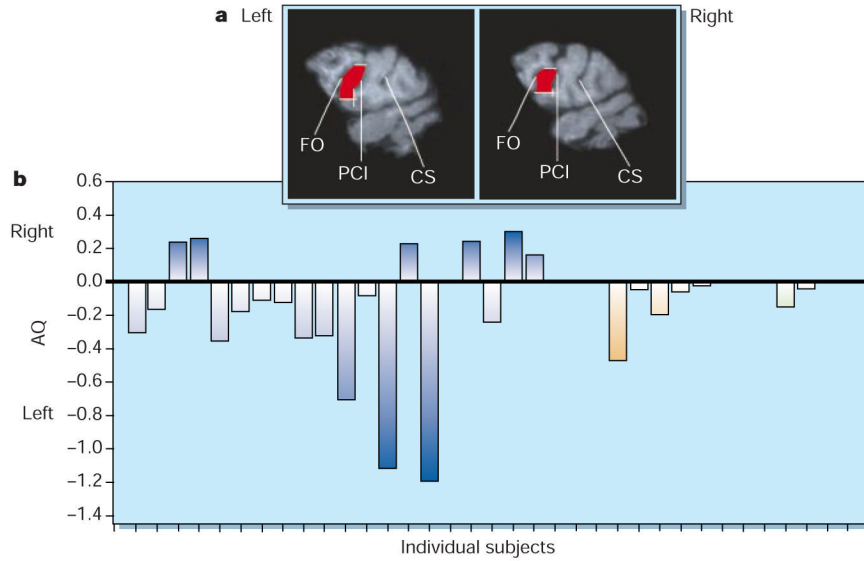 a Left
Right
FO
PCI
CS
FO
PCI
CS
b
0.6
0.4
Right
0.2
0.0
–0.2
AQ
–0.4
–0.6
Left
–0.8
–1.0
–1.2
–1.4
Individual subjects